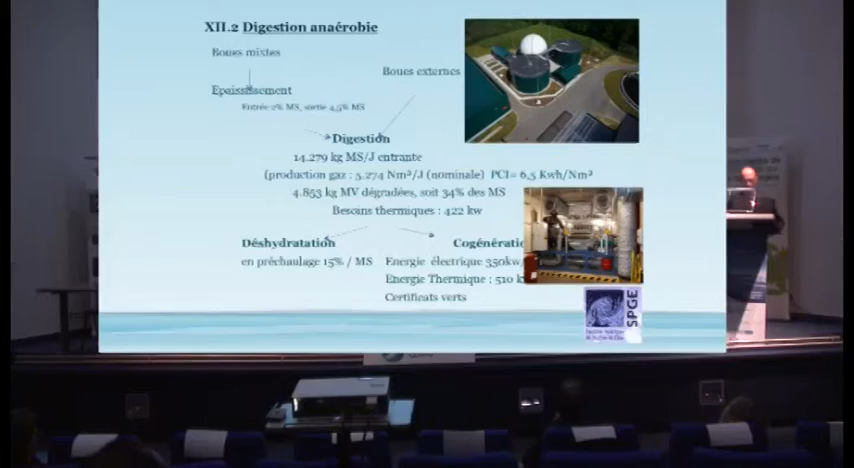 XII.2 Digestion anaérobie
Boues mixtes
Boues externes
Epaississement
Entrée 2% MS, sortie 4,5% MS
Digestion
14.279 kg MS/J entrante
(production gaz : 5.274 Nm³/J (nominale) PCI= 6,5 Kwh/Nm³
4.853 kg MV dégradées, soit 34% des MS
Besoins thermiques : 422 kw
Déshydratation
Cogénératio
en préchaulage 15% / MS
Energie électrique 350kw
Energie Thermique : 510 k
Certificats verts
SPGE